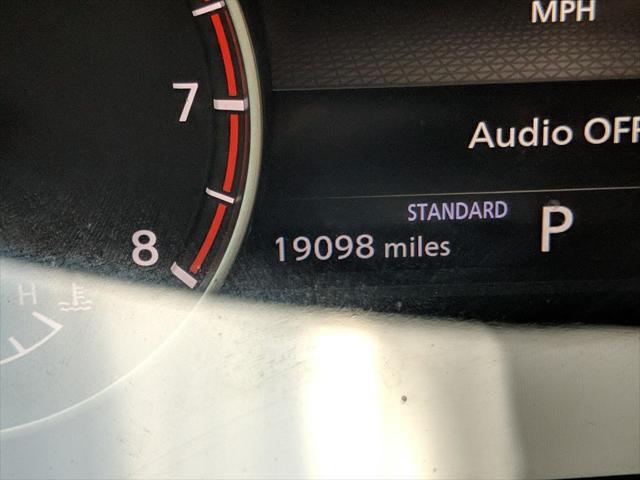 MPH
7
Audio OFF
STANDARD
P
8
19098 miles
H